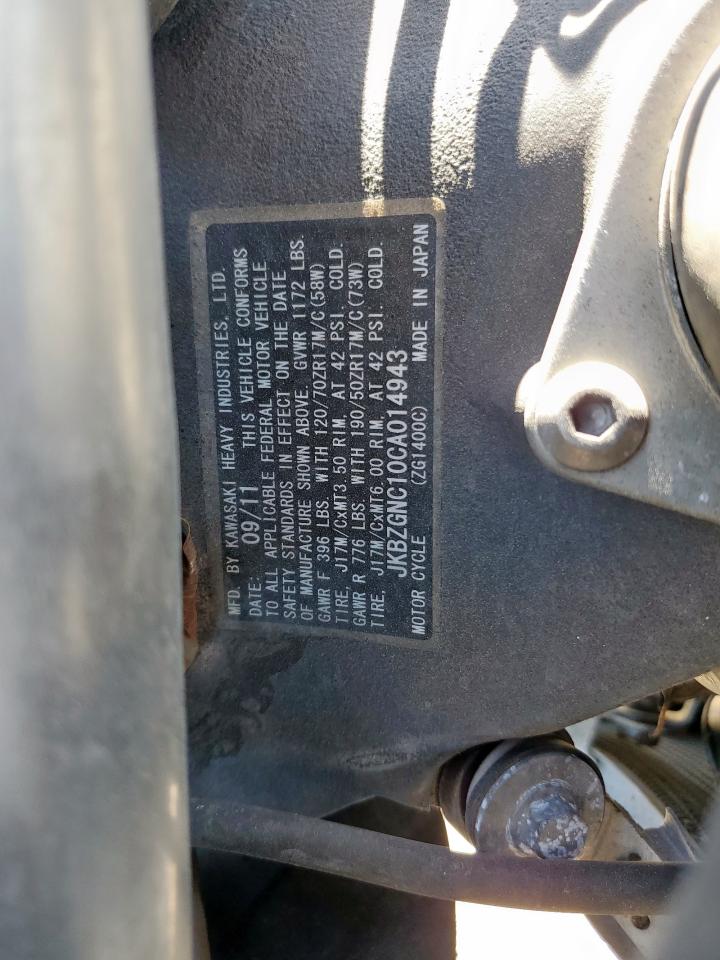 MFD. BY KAWASAKI HEAVY INDUSTRIES, LTD.
DATE: 09/11 THIS VEHICLE CONFORMS
TO ALL APPLICABLE FEDERAL MOTOR VEHICLE
SAFETY STANDARDS IN EFFECT ON THE DATE
OF MANUFACTURE SHOWN ABOVE. GVWR 1172 LBS.
GAWR F 396 LBS. WITH 120/70ZR17M/C(58W)
TIRE, J17M/CxMT3.50 RIM, AT 42 PSI. COLD.
GAWR R 776 LBS WITH 190/50ZR17M/C(73W)
TIRE, J17M/CxMT6.00 RIM, AT 42 PSI. COLD.
JKBZGNC10CA014943
MOTOR CYCLE (ZG1400C) MADE IN JAPAN